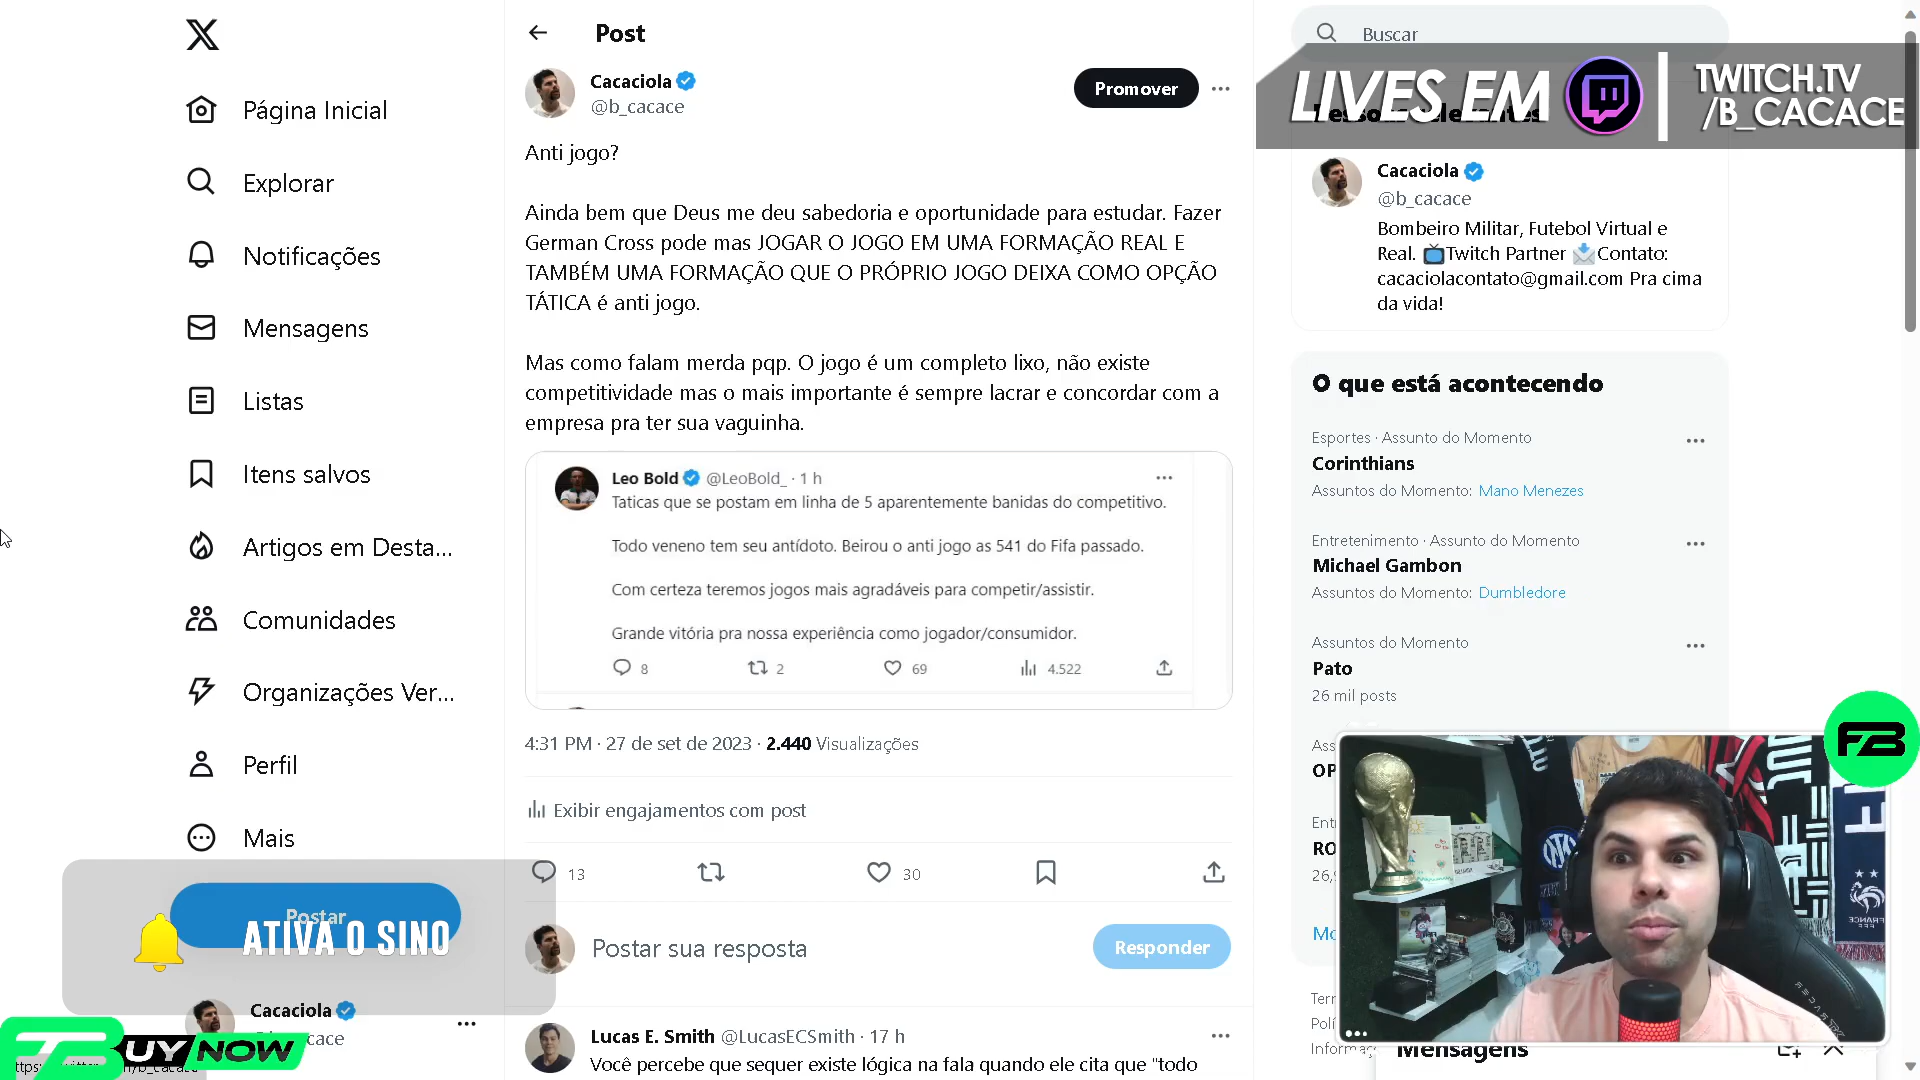 Post
Buscar
LIVES EM
TWITCH.TV
/B_CACACE
Página Inicial
Explorar
Notificações
Mensagens
Listas
Itens salvos
Artigos em Desta...
Comunidades
Organizações Ver...
Perfil
Mais
Postar
ATIVA O SINO
Cacaciola
cace
BUY NOW
Cacaciola
@b_cacace
Promover
Anti jogo?
Ainda bem que Deus me deu sabedoria e oportunidade para estudar. Fazer
German Cross pode mas JOGAR O JOGO EM UMA FORMAÇÃO REAL E
TAMBÉM UMA FORMAÇÃO QUE O PRÓPRIO JOGO DEIXA COMO OPÇÃO
TÁTICA é anti jogo.
Mas como falam merda pqp. O jogo é um completo lixo, não existe
competitividade mas o mais importante é sempre lacrar e concordar com a
empresa pra ter sua vaguinha.
Leo Bold @LeoBold_ · 1 h
Taticas que se postam em linha de 5 aparentemente banidas do competitivo.
Todo veneno tem seu antídoto. Beirou o anti jogo as 541 do Fifa passado.
Com certeza teremos jogos mais agradáveis para competir/assistir.
Grande vitória pra nossa experiência como jogador/consumidor.
8 2 69 4.522
4:31 PM · 27 de set de 2023 · 2.440 Visualizações
Exibir engajamentos com post
13 30
Postar sua resposta
Responder
Lucas E. Smith @LucasECSmith · 17 h
Você percebe que sequer existe lógica na fala quando ele cita que "todo
Cacaciola
@b_cacace
Bombeiro Militar, Futebol Virtual e
Real. Twitch Partner Contato:
cacaciolacontato@gmail.com Pra cima
da vida!
O que está acontecendo
Esportes · Assunto do Momento
Corinthians
Assuntos do Momento: Mano Menezes
Entretenimento · Assunto do Momento
Michael Gambon
Assuntos do Momento: Dumbledore
Assuntos do Momento
Pato
26 mil posts
FB
FRANCE
Mensagens